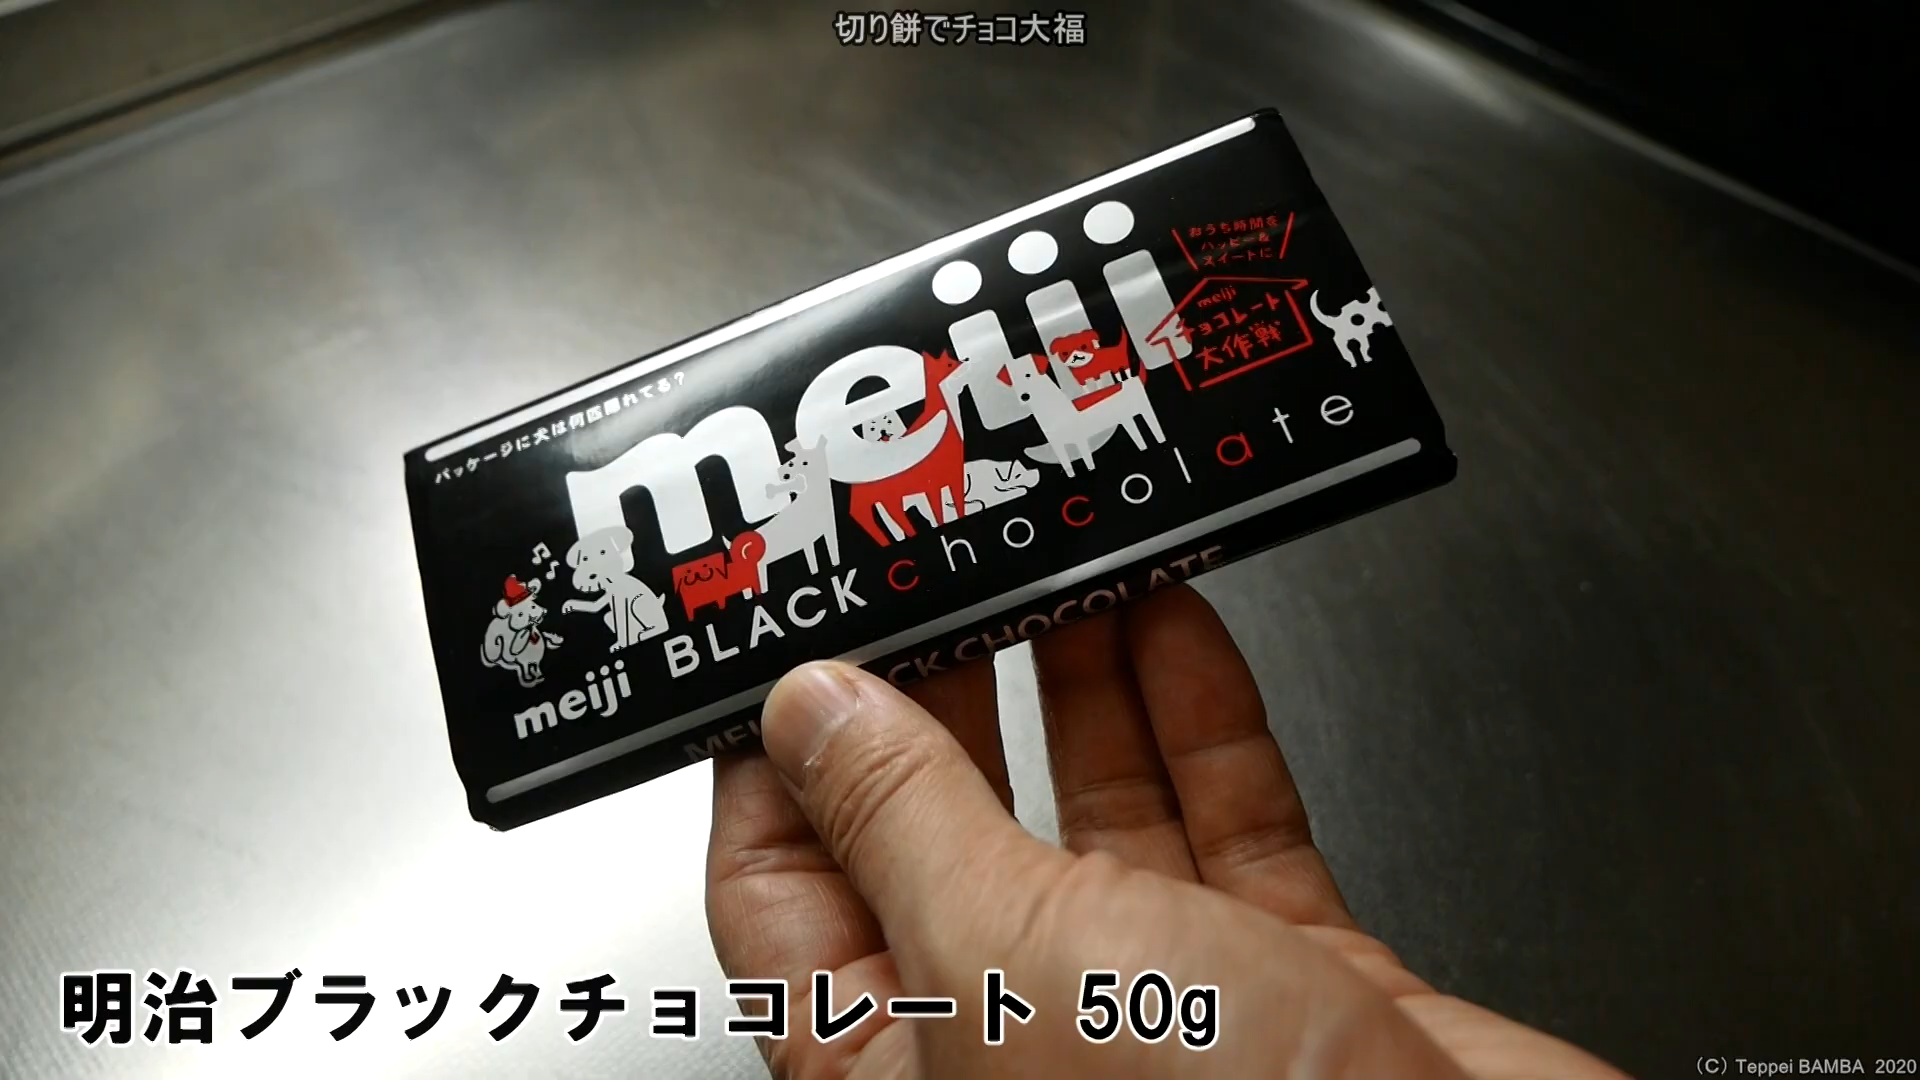 切り餅でチョコ大福
おうち時間を
ハッピー&
スイートに
meiji
チョコレート
大作戦
パッケージに犬は何匹隠れてる?
meiji
meiji BLACK chocolate
CK CHOCOLATE
明治ブラックチョコレート 50g
(C) Teppei BAMBA 2020